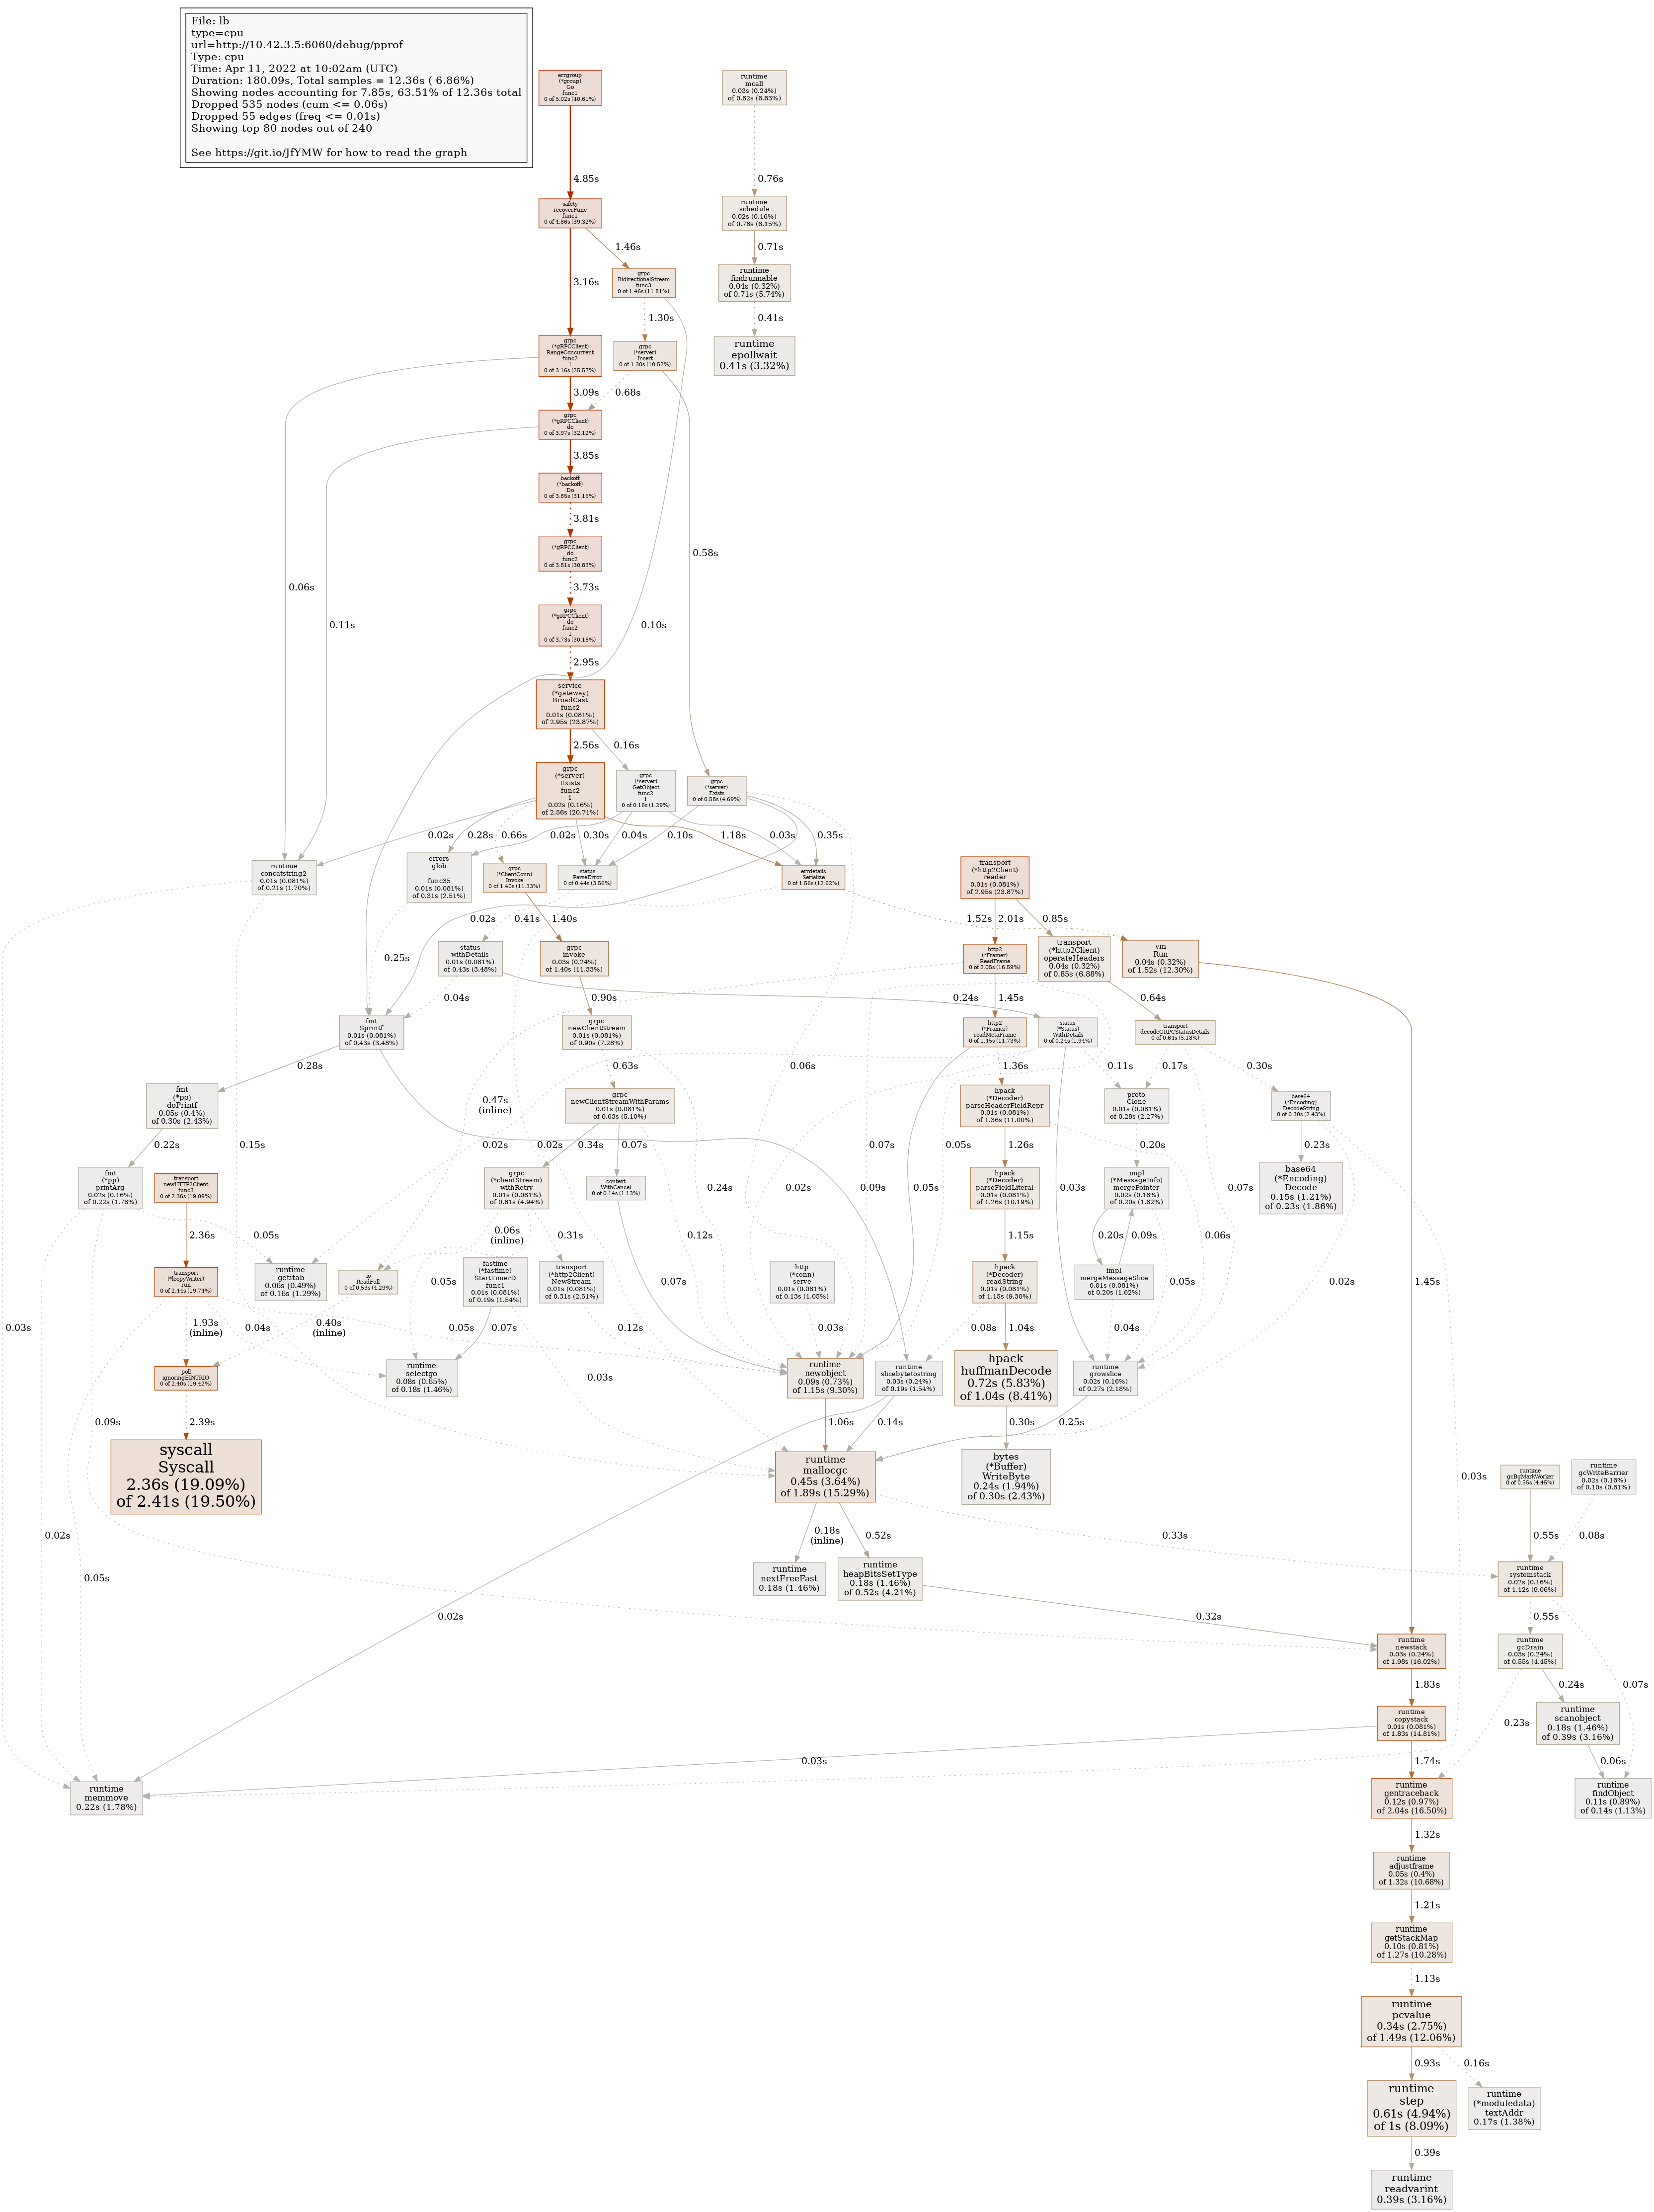 File: lb
type=cpu
url=http://10.42.3.5:6060/debug/pprof
Type: cpu
Time: Apr 11, 2022 at 10:02am (UTC)
Duration: 180.09s, Total samples = 12.36s ( 6.86%)
Showing nodes accounting for 7.85s, 63.51% of 12.36s total
Dropped 535 nodes (cum <= 0.06s)
Dropped 55 edges (freq <= 0.01s)
Showing top 80 nodes out of 240
See https://git.io/JfYMW for how to read the graph
errgroup
(*group)
Go
func1
0 of 5.02s (40.61%)
runtime
mcall
0.03s (0.24%)
of 0.82s (6.63%)
4.85s
0.76s
safety
recoverFunc
func1
0 of 4.86s (39.32%)
runtime
schedule
0.02s (0.16%)
of 0.76s (6.15%)
1.46s
0.71s
3.16s
grpc
BidirectionalStream
func3
0 of 1.46s (11.81%)
runtime
findrunnable
0.04s (0.32%)
of 0.71s (5.74%)
1.30s
0.41s
grpc
(*gRPCClient)
RangeConcurrent
func2
1
0 of 3.16s (25.57%)
grpc
(*server)
Insert
0 of 1.30s (10.52%)
runtime
epollwait
0.41s (3.32%)
3.09s
0.68s
grpc
(*gRPCClient)
do
0 of 3.97s (32.12%)
3.85s
backoff
(*backoff)
Do
0 of 3.85s (31.15%)
3.81s
grpc
(*gRPCClient)
do
func2
0 of 3.81s (30.83%)
0.58s
0.06s
3.73s
grpc
(*gRPCClient)
do
func2
1
0 of 3.73s (30.18%)
0.11s
0.10s
2.95s
service
(*gateway)
BroadCast
func2
0.01s (0.081%)
of 2.95s (23.87%)
2.56s
0.16s
grpc
(*server)
Exists
func2
1
0.02s (0.16%)
of 2.56s (20.71%)
grpc
(*server)
GetObject
func2
1
0 of 0.16s (1.29%)
grpc
(*server)
Exists
0 of 0.58s (4.69%)
0.02s
0.28s
0.66s
0.02s
0.30s
0.04s
0.10s
1.18s
0.03s
0.35s
runtime
concatstring2
0.01s (0.081%)
of 0.21s (1.70%)
errors
glob
func35
0.01s (0.081%)
of 0.31s (2.51%)
grpc
(*ClientConn)
Invoke
0 of 1.40s (11.33%)
status
ParseError
0 of 0.44s (3.56%)
errdetails
Serialize
0 of 1.56s (12.62%)
transport
(*http2Client)
reader
0.01s (0.081%)
of 2.95s (23.87%)
0.02s
0.41s
1.40s
1.52s
2.01s
0.85s
status
withDetails
0.01s (0.081%)
of 0.43s (3.48%)
grpc
invoke
0.03s (0.24%)
of 1.40s (11.33%)
http2
(*Framer)
ReadFrame
0 of 2.05s (16.59%)
transport
(*http2Client)
operateHeaders
0.04s (0.32%)
of 0.85s (6.88%)
vm
Run
0.04s (0.32%)
of 1.52s (12.30%)
0.25s
0.04s
0.90s
0.24s
1.45s
0.64s
fmt
Sprintf
0.01s (0.081%)
of 0.43s (3.48%)
grpc
newClientStream
0.01s (0.081%)
of 0.90s (7.28%)
http2
(*Framer)
readMetaFrame
0 of 1.45s (11.73%)
status
(*Status)
WithDetails
0 of 0.24s (1.94%)
transport
decodeGRPCStatusDetails
0 of 0.64s (5.18%)
0.28s
0.63s
0.06s
1.36s
0.11s
0.17s
0.30s
fmt
(*pp)
doPrintf
0.05s (0.4%)
of 0.30s (2.43%)
0.47s
(inline)
grpc
newClientStreamWithParams
0.01s (0.081%)
of 0.63s (5.10%)
hpack
(*Decoder)
parseHeaderFieldRepr
0.01s (0.081%)
of 1.36s (11.00%)
proto
Clone
0.01s (0.081%)
of 0.28s (2.27%)
base64
(*Encoding)
DecodeString
0 of 0.30s (2.43%)
0.22s
0.15s
0.02s
0.02s
0.34s
0.07s
0.07s
0.05s
1.26s
0.20s
0.23s
fmt
(*pp)
printArg
0.02s (0.16%)
of 0.22s (1.78%)
transport
newHTTP2Client
func3
0 of 2.36s (19.09%)
grpc
(*clientStream)
withRetry
0.01s (0.081%)
of 0.61s (4.94%)
context
WithCancel
0 of 0.14s (1.13%)
0.24s
0.02s
0.09s
0.05s
hpack
(*Decoder)
parseFieldLiteral
0.01s (0.081%)
of 1.26s (10.19%)
0.03s
impl
(*MessageInfo)
mergePointer
0.02s (0.16%)
of 0.20s (1.62%)
0.07s
base64
(*Encoding)
Decode
0.15s (1.21%)
of 0.23s (1.86%)
2.36s
0.05s
0.06s
(inline)
0.31s
0.12s
1.15s
0.20s
0.09s
0.06s
transport
(*loopyWriter)
run
0 of 2.44s (19.74%)
runtime
getitab
0.06s (0.49%)
of 0.16s (1.29%)
io
ReadFull
0 of 0.53s (4.29%)
0.05s
fastime
(*fastime)
StartTimerD
func1
0.01s (0.081%)
of 0.19s (1.54%)
transport
(*http2Client)
NewStream
0.01s (0.081%)
of 0.31s (2.51%)
0.07s
http
(*conn)
serve
0.01s (0.081%)
of 0.13s (1.05%)
hpack
(*Decoder)
readString
0.01s (0.081%)
of 1.15s (9.30%)
impl
mergeMessageSlice
0.01s (0.081%)
of 0.20s (1.62%)
0.05s
0.02s
1.45s
0.03s
1.93s
(inline)
0.04s
0.40s
(inline)
0.05s
0.07s
0.12s
0.03s
0.08s
1.04s
0.04s
poll
ignoringEINTRIO
0 of 2.40s (19.42%)
runtime
selectgo
0.08s (0.65%)
of 0.18s (1.46%)
0.03s
runtime
newobject
0.09s (0.73%)
of 1.15s (9.30%)
runtime
slicebytetostring
0.03s (0.24%)
of 0.19s (1.54%)
hpack
huffmanDecode
0.72s (5.83%)
of 1.04s (8.41%)
runtime
growslice
0.02s (0.16%)
of 0.27s (2.18%)
0.09s
2.39s
1.06s
0.14s
0.30s
0.25s
syscall
Syscall
2.36s (19.09%)
of 2.41s (19.50%)
runtime
mallocgc
0.45s (3.64%)
of 1.89s (15.29%)
bytes
(*Buffer)
WriteByte
0.24s (1.94%)
of 0.30s (2.43%)
0.03s
runtime
gcBgMarkWorker
0 of 0.55s (4.45%)
runtime
gcWriteBarrier
0.02s (0.16%)
of 0.10s (0.81%)
0.02s
0.18s
(inline)
0.52s
0.33s
0.55s
0.08s
0.05s
runtime
nextFreeFast
0.18s (1.46%)
runtime
heapBitsSetType
0.18s (1.46%)
of 0.52s (4.21%)
runtime
systemstack
0.02s (0.16%)
of 1.12s (9.06%)
0.02s
0.32s
0.55s
runtime
newstack
0.03s (0.24%)
of 1.98s (16.02%)
runtime
gcDrain
0.03s (0.24%)
of 0.55s (4.45%)
1.83s
0.24s
0.07s
runtime
copystack
0.01s (0.081%)
of 1.83s (14.81%)
0.23s
runtime
scanobject
0.18s (1.46%)
of 0.39s (3.16%)
0.03s
1.74s
0.06s
runtime
memmove
0.22s (1.78%)
runtime
gentraceback
0.12s (0.97%)
of 2.04s (16.50%)
runtime
findObject
0.11s (0.89%)
of 0.14s (1.13%)
1.32s
runtime
adjustframe
0.05s (0.4%)
of 1.32s (10.68%)
1.21s
runtime
getStackMap
0.10s (0.81%)
of 1.27s (10.28%)
1.13s
runtime
pcvalue
0.34s (2.75%)
of 1.49s (12.06%)
0.93s
0.16s
runtime
step
0.61s (4.94%)
of 1s (8.09%)
runtime
(*moduledata)
textAddr
0.17s (1.38%)
0.39s
runtime
readvarint
0.39s (3.16%)